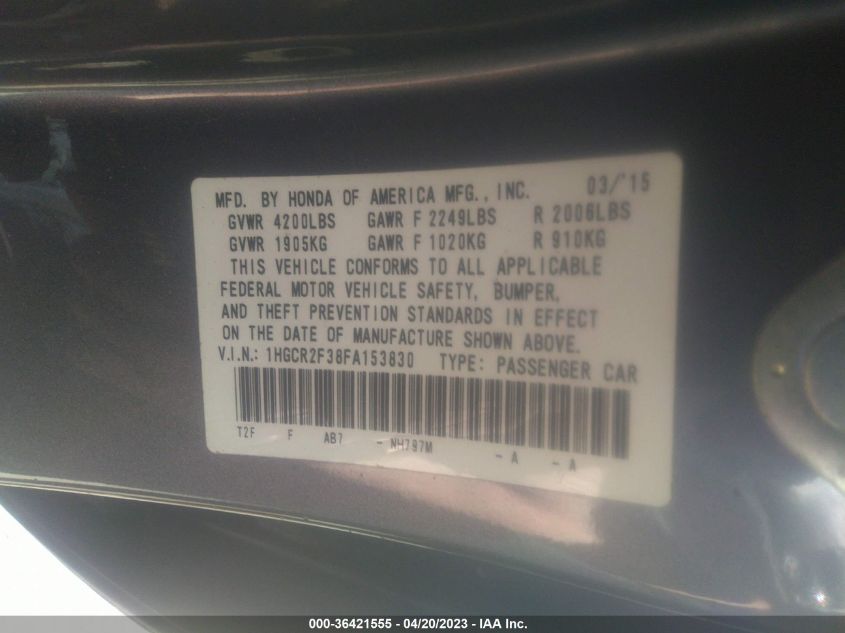 MFD. BY HONDA OF AMERICA MFG., INC. 03/'15
GVWR 4200LBS GAWR F 2249LBS R 2006LBS
GVWR 1905KG GAWR F 1020KG R 910KG
THIS VEHICLE CONFORMS TO ALL APPLICABLE
FEDERAL MOTOR VEHICLE SAFETY, BUMPER,
AND THEFT PREVENTION STANDARDS IN EFFECT
ON THE DATE OF MANUFACTURE SHOWN ABOVE.
V.I.N.: 1HGCR2F38FA153830 TYPE: PASSENGER CAR
T2F F AB7 - NH797M - A - A
000-36421555 - 04/20/2023 - IAA Inc.